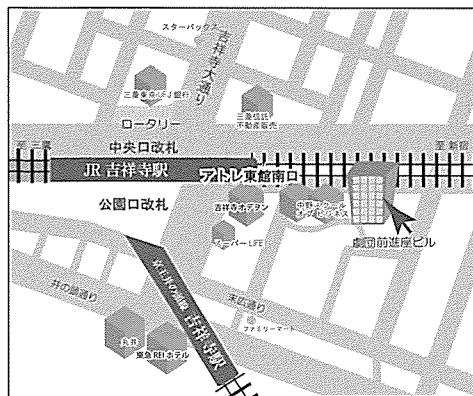 スターバックス
吉祥寺大通り
三菱東京UFJ銀行
三菱信託
不動産販売
ロータリー
至 三鷹
中央口改札
至 新宿
JR 吉祥寺駅
アトレ東館南口
公園口改札
吉祥寺オデヲン
中野スクール
オブビジネス
スーパーLIFE
劇団前進座ビル
井の頭通り
末広通り
京王井の頭線 吉祥寺駅
ファミリーマート
丸井
東急REIホテル